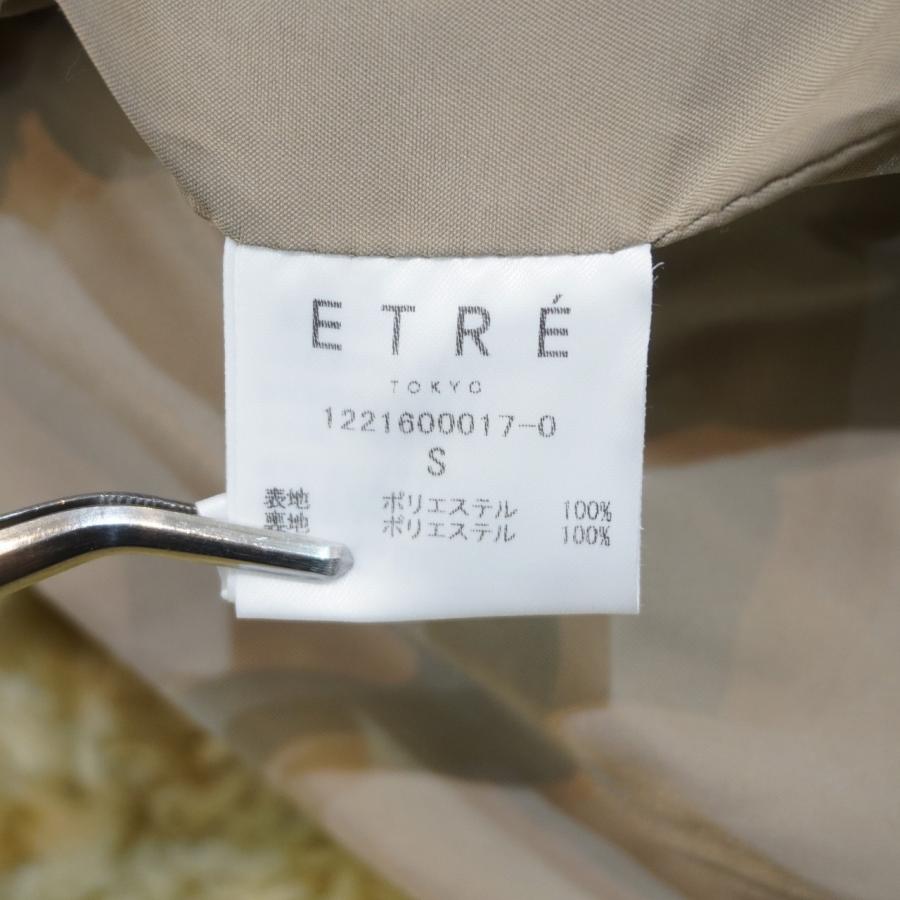 ETRÉ
TOKYO
1221600017-0
S
表地 ポリエステル 100%
裏地 ポリエステル 100%